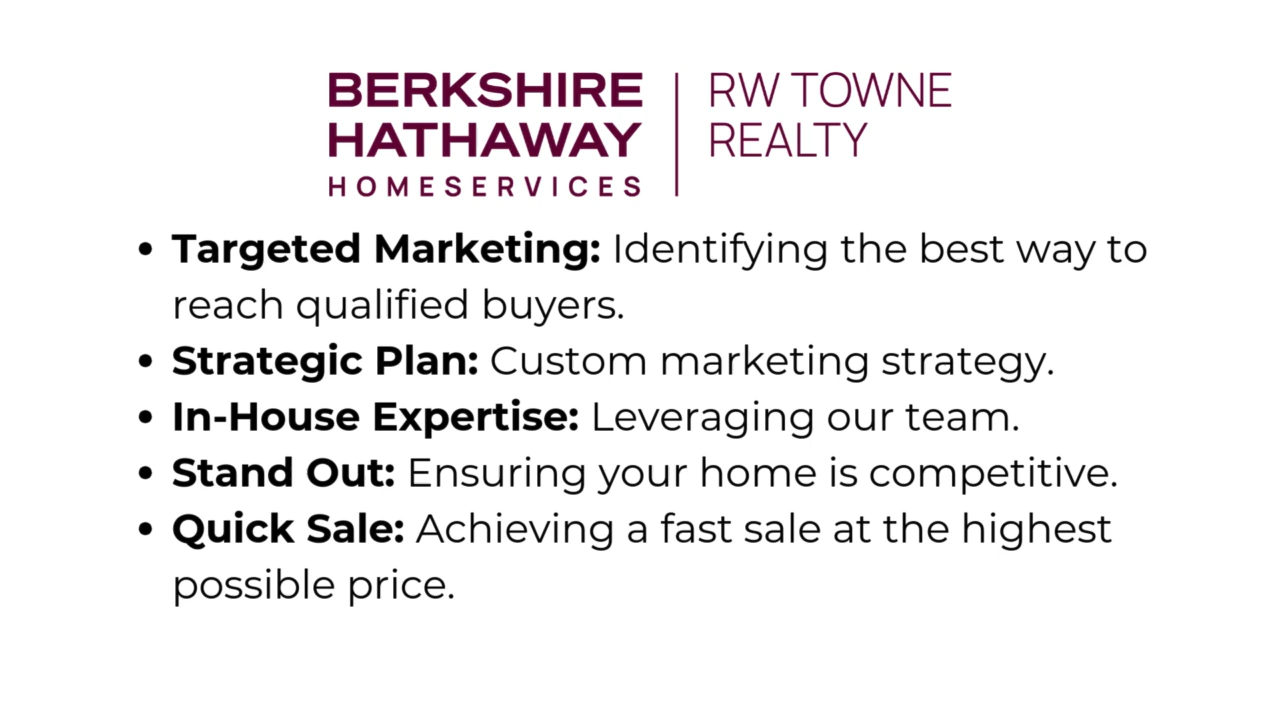 BERKSHIRE
HATHAWAY
HOMESERVICES
RW TOWNE
REALTY
• Targeted Marketing: Identifying the best way to
reach qualified buyers.
• Strategic Plan: Custom marketing strategy.
• In-House Expertise: Leveraging our team.
• Stand Out: Ensuring your home is competitive.
• Quick Sale: Achieving a fast sale at the highest
possible price.